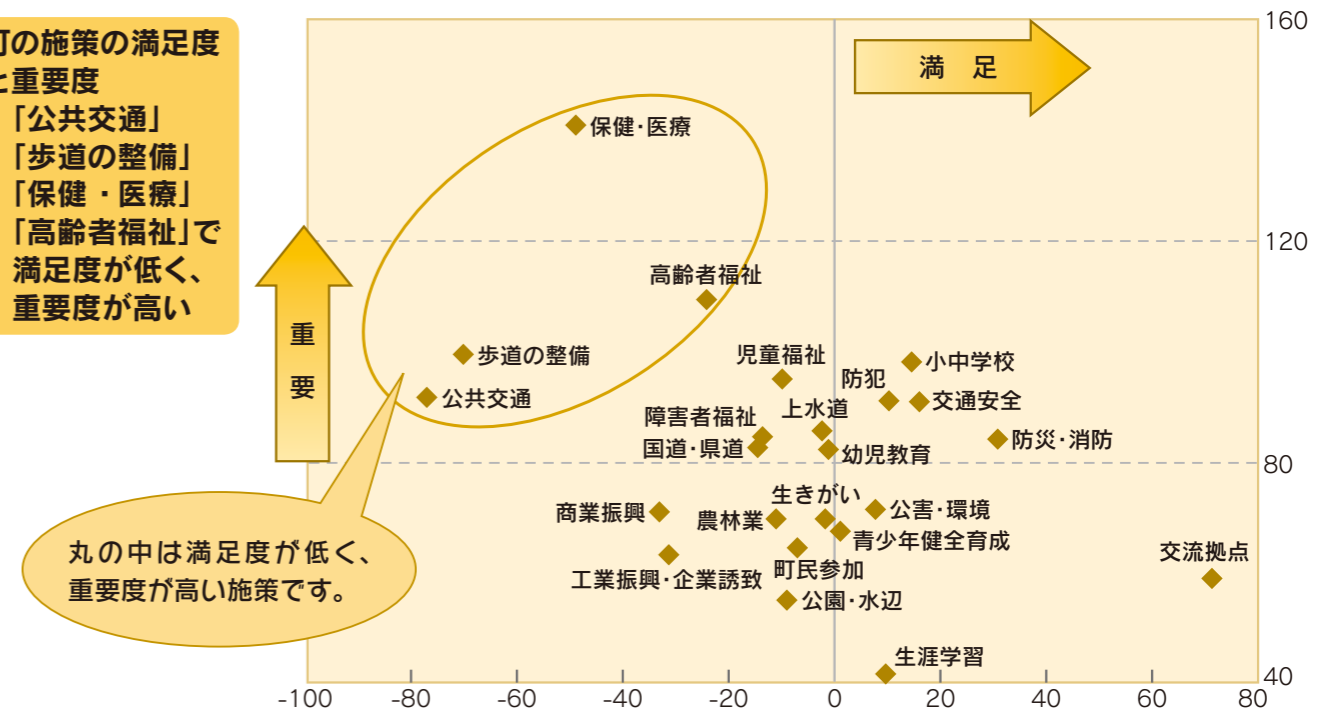 町の施策の満足度
と重要度
「公共交通」
「歩道の整備」
「保健・医療」
「高齢者福祉」で
満足度が低く、
重要度が高い
満 足
重
要
保健・医療
高齢者福祉
歩道の整備
公共交通
児童福祉
小中学校
防犯
交通安全
上水道
障害者福祉
防災・消防
国道・県道
幼児教育
生きがい
商業振興
農林業
公害・環境
青少年健全育成
交流拠点
工業振興・企業誘致
町民参加
公園・水辺
生涯学習
丸の中は満足度が低く、
重要度が高い施策です。
160
120
80
40
-100 -80 -60 -40 -20 0 20 40 60 80